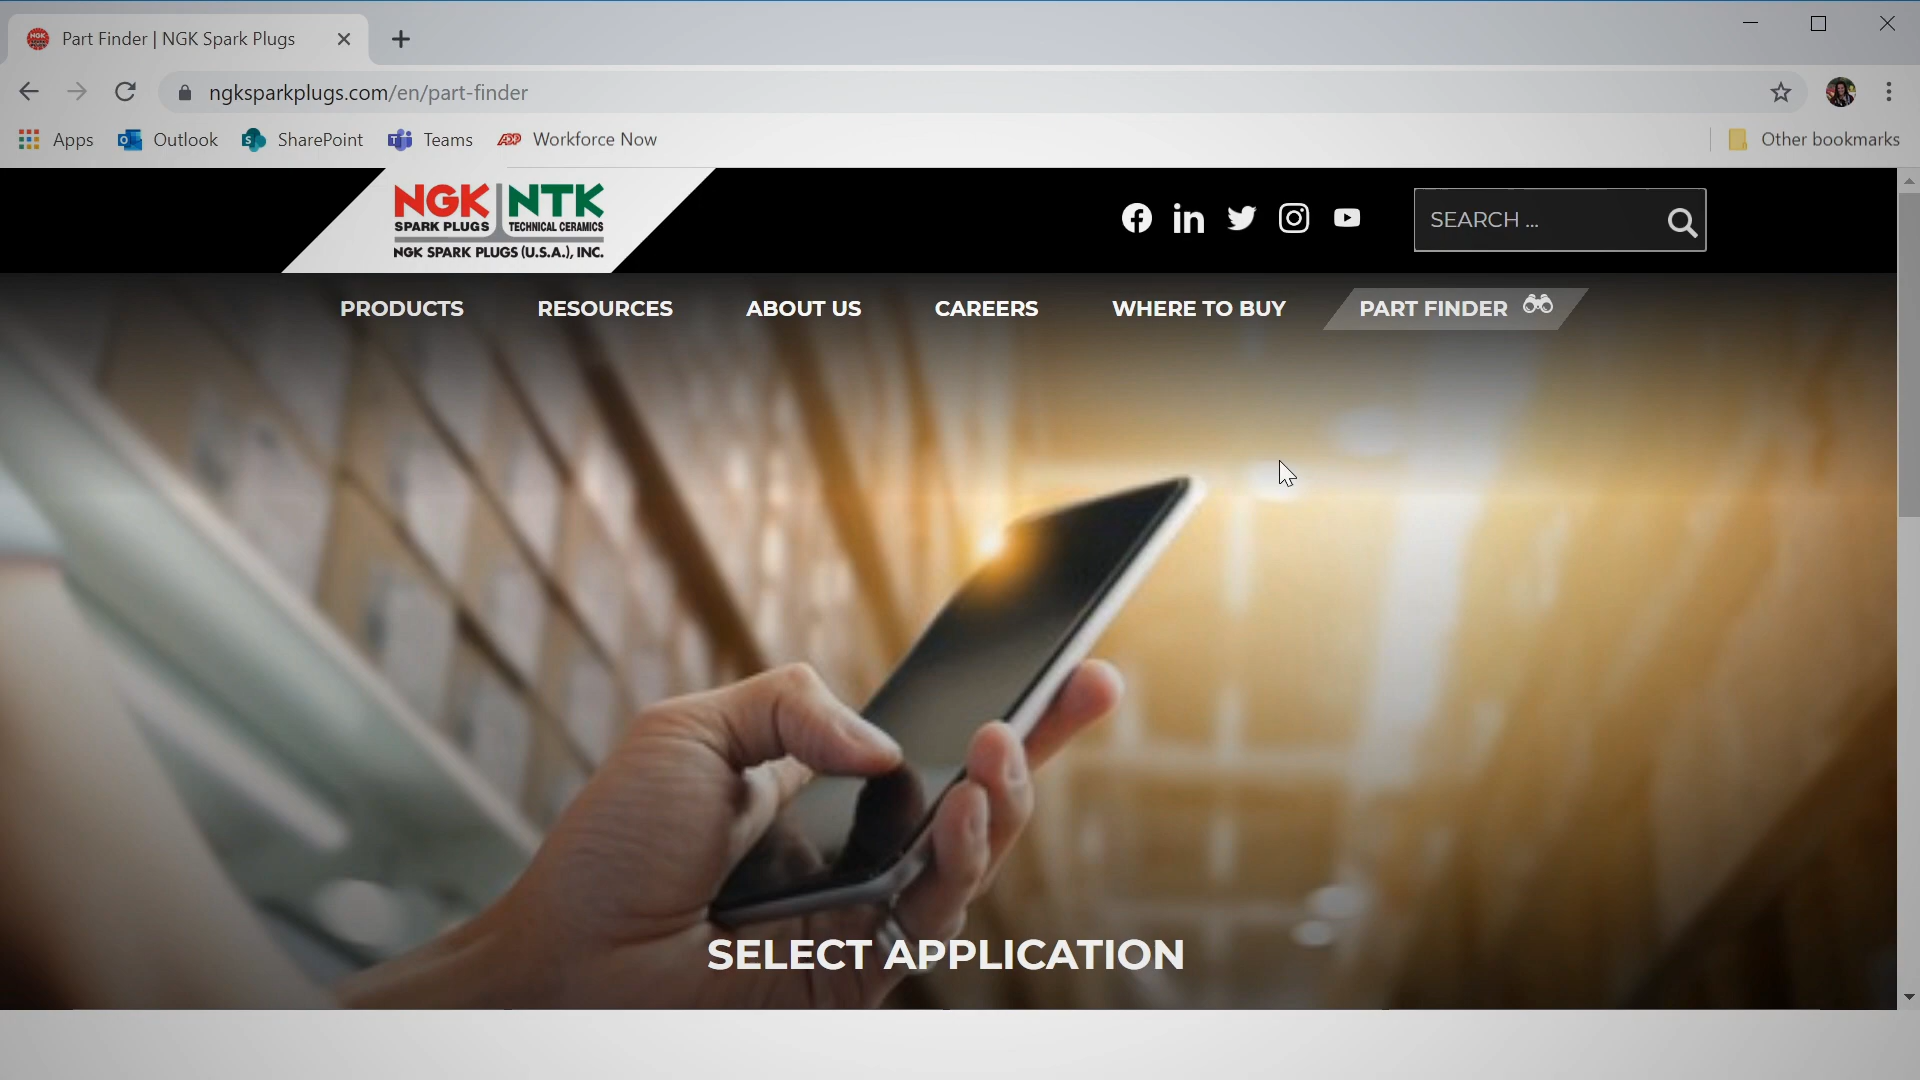 Part Finder | NGK Spark Plugs
ngksparkplugs.com/en/part-finder
Apps
Outlook
SharePoint
Teams
ADP
Workforce Now
Other bookmarks
NGK NTK
SPARK PLUGS TECHNICAL CERAMICS
NGK SPARK PLUGS (U.S.A.), INC.
SEARCH ...
PRODUCTS
RESOURCES
ABOUT US
CAREERS
WHERE TO BUY
PART FINDER
SELECT APPLICATION